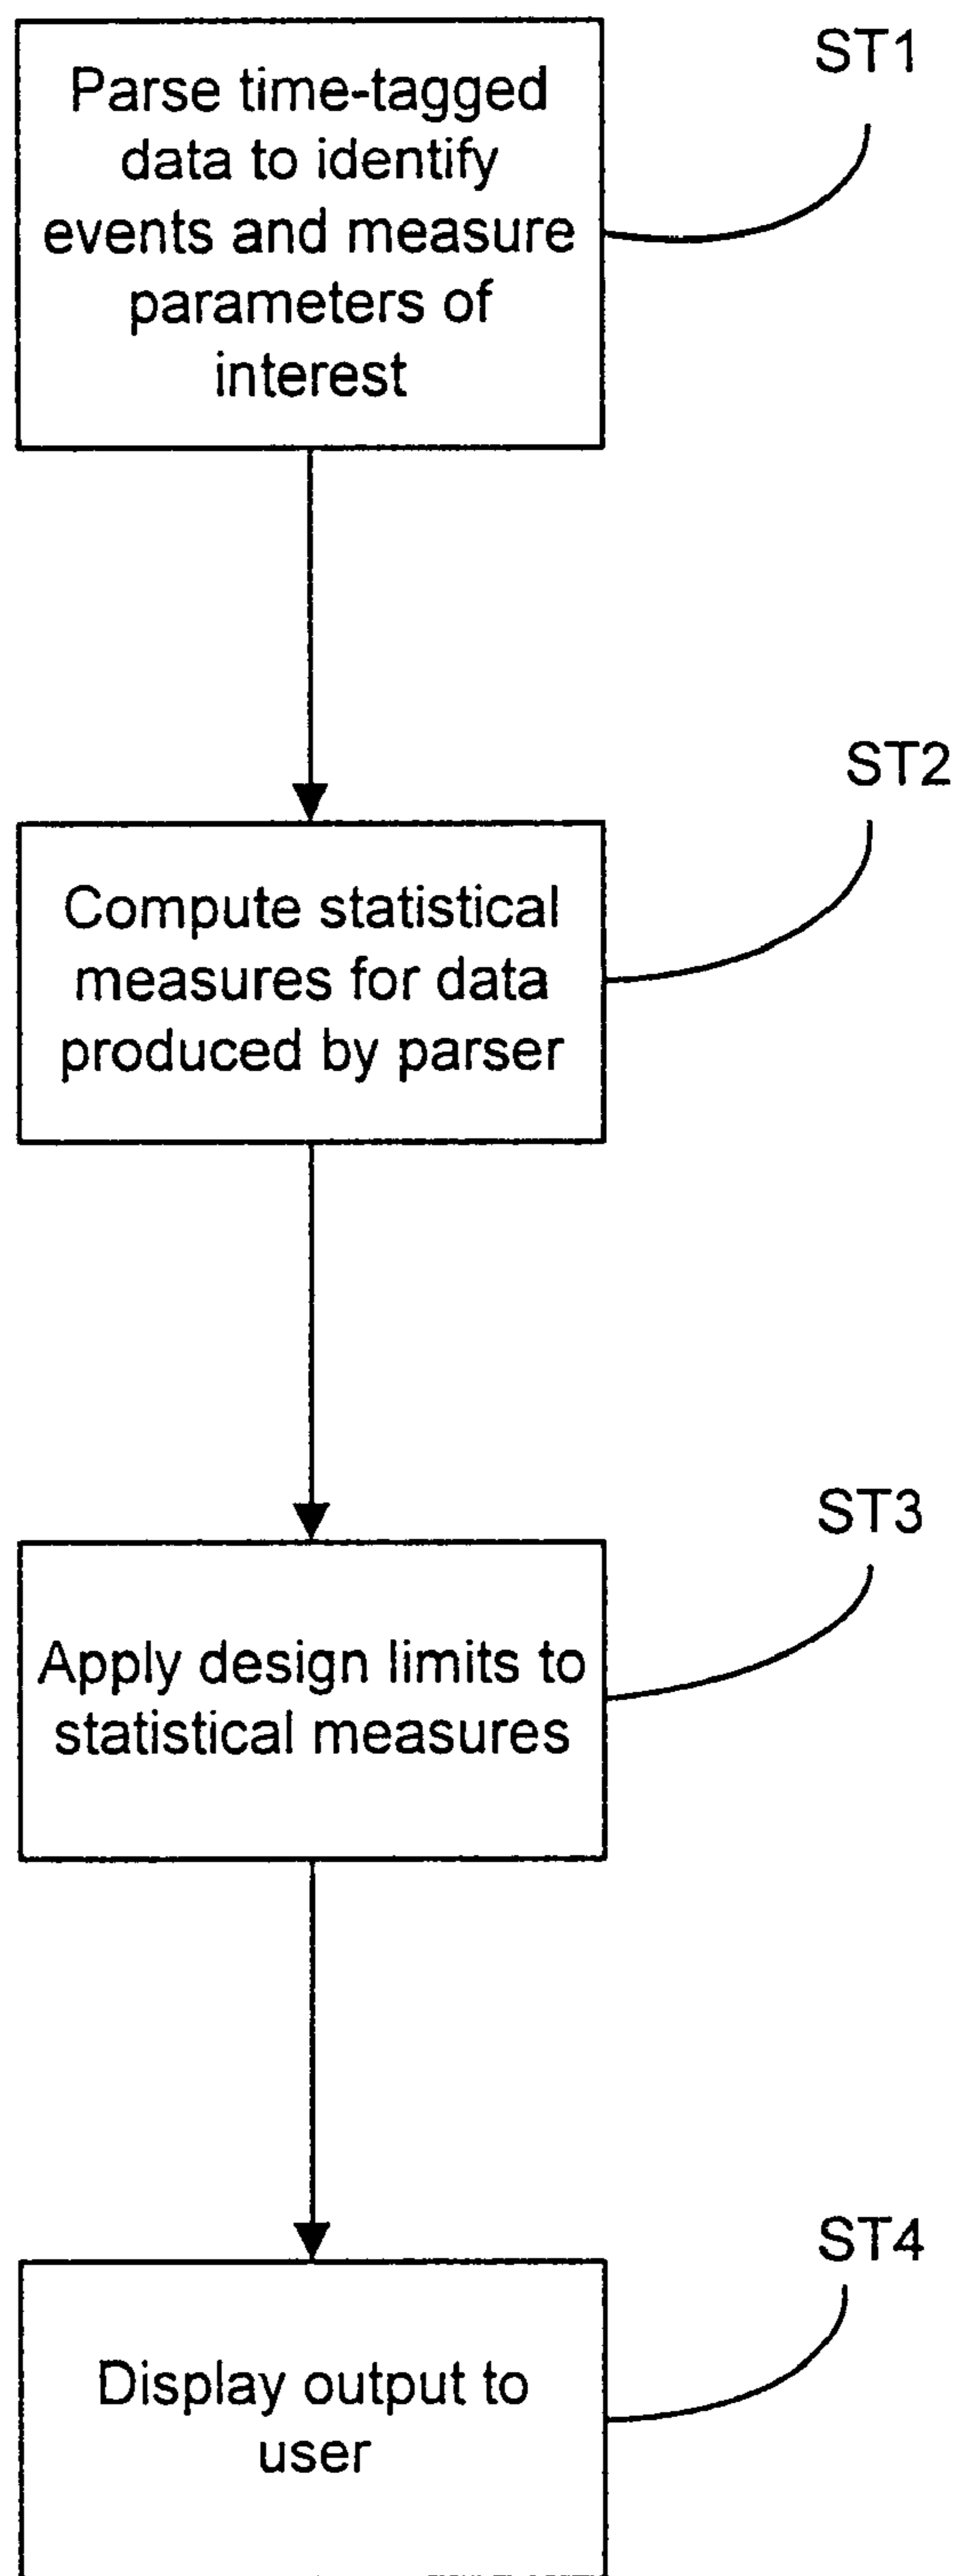 Parse time-tagged
data to identify
events and measure
parameters of
interest
ST1
Compute statistical
measures for data
produced by parser
ST2
Apply design limits to
statistical measures
ST3
Display output to
user
ST4